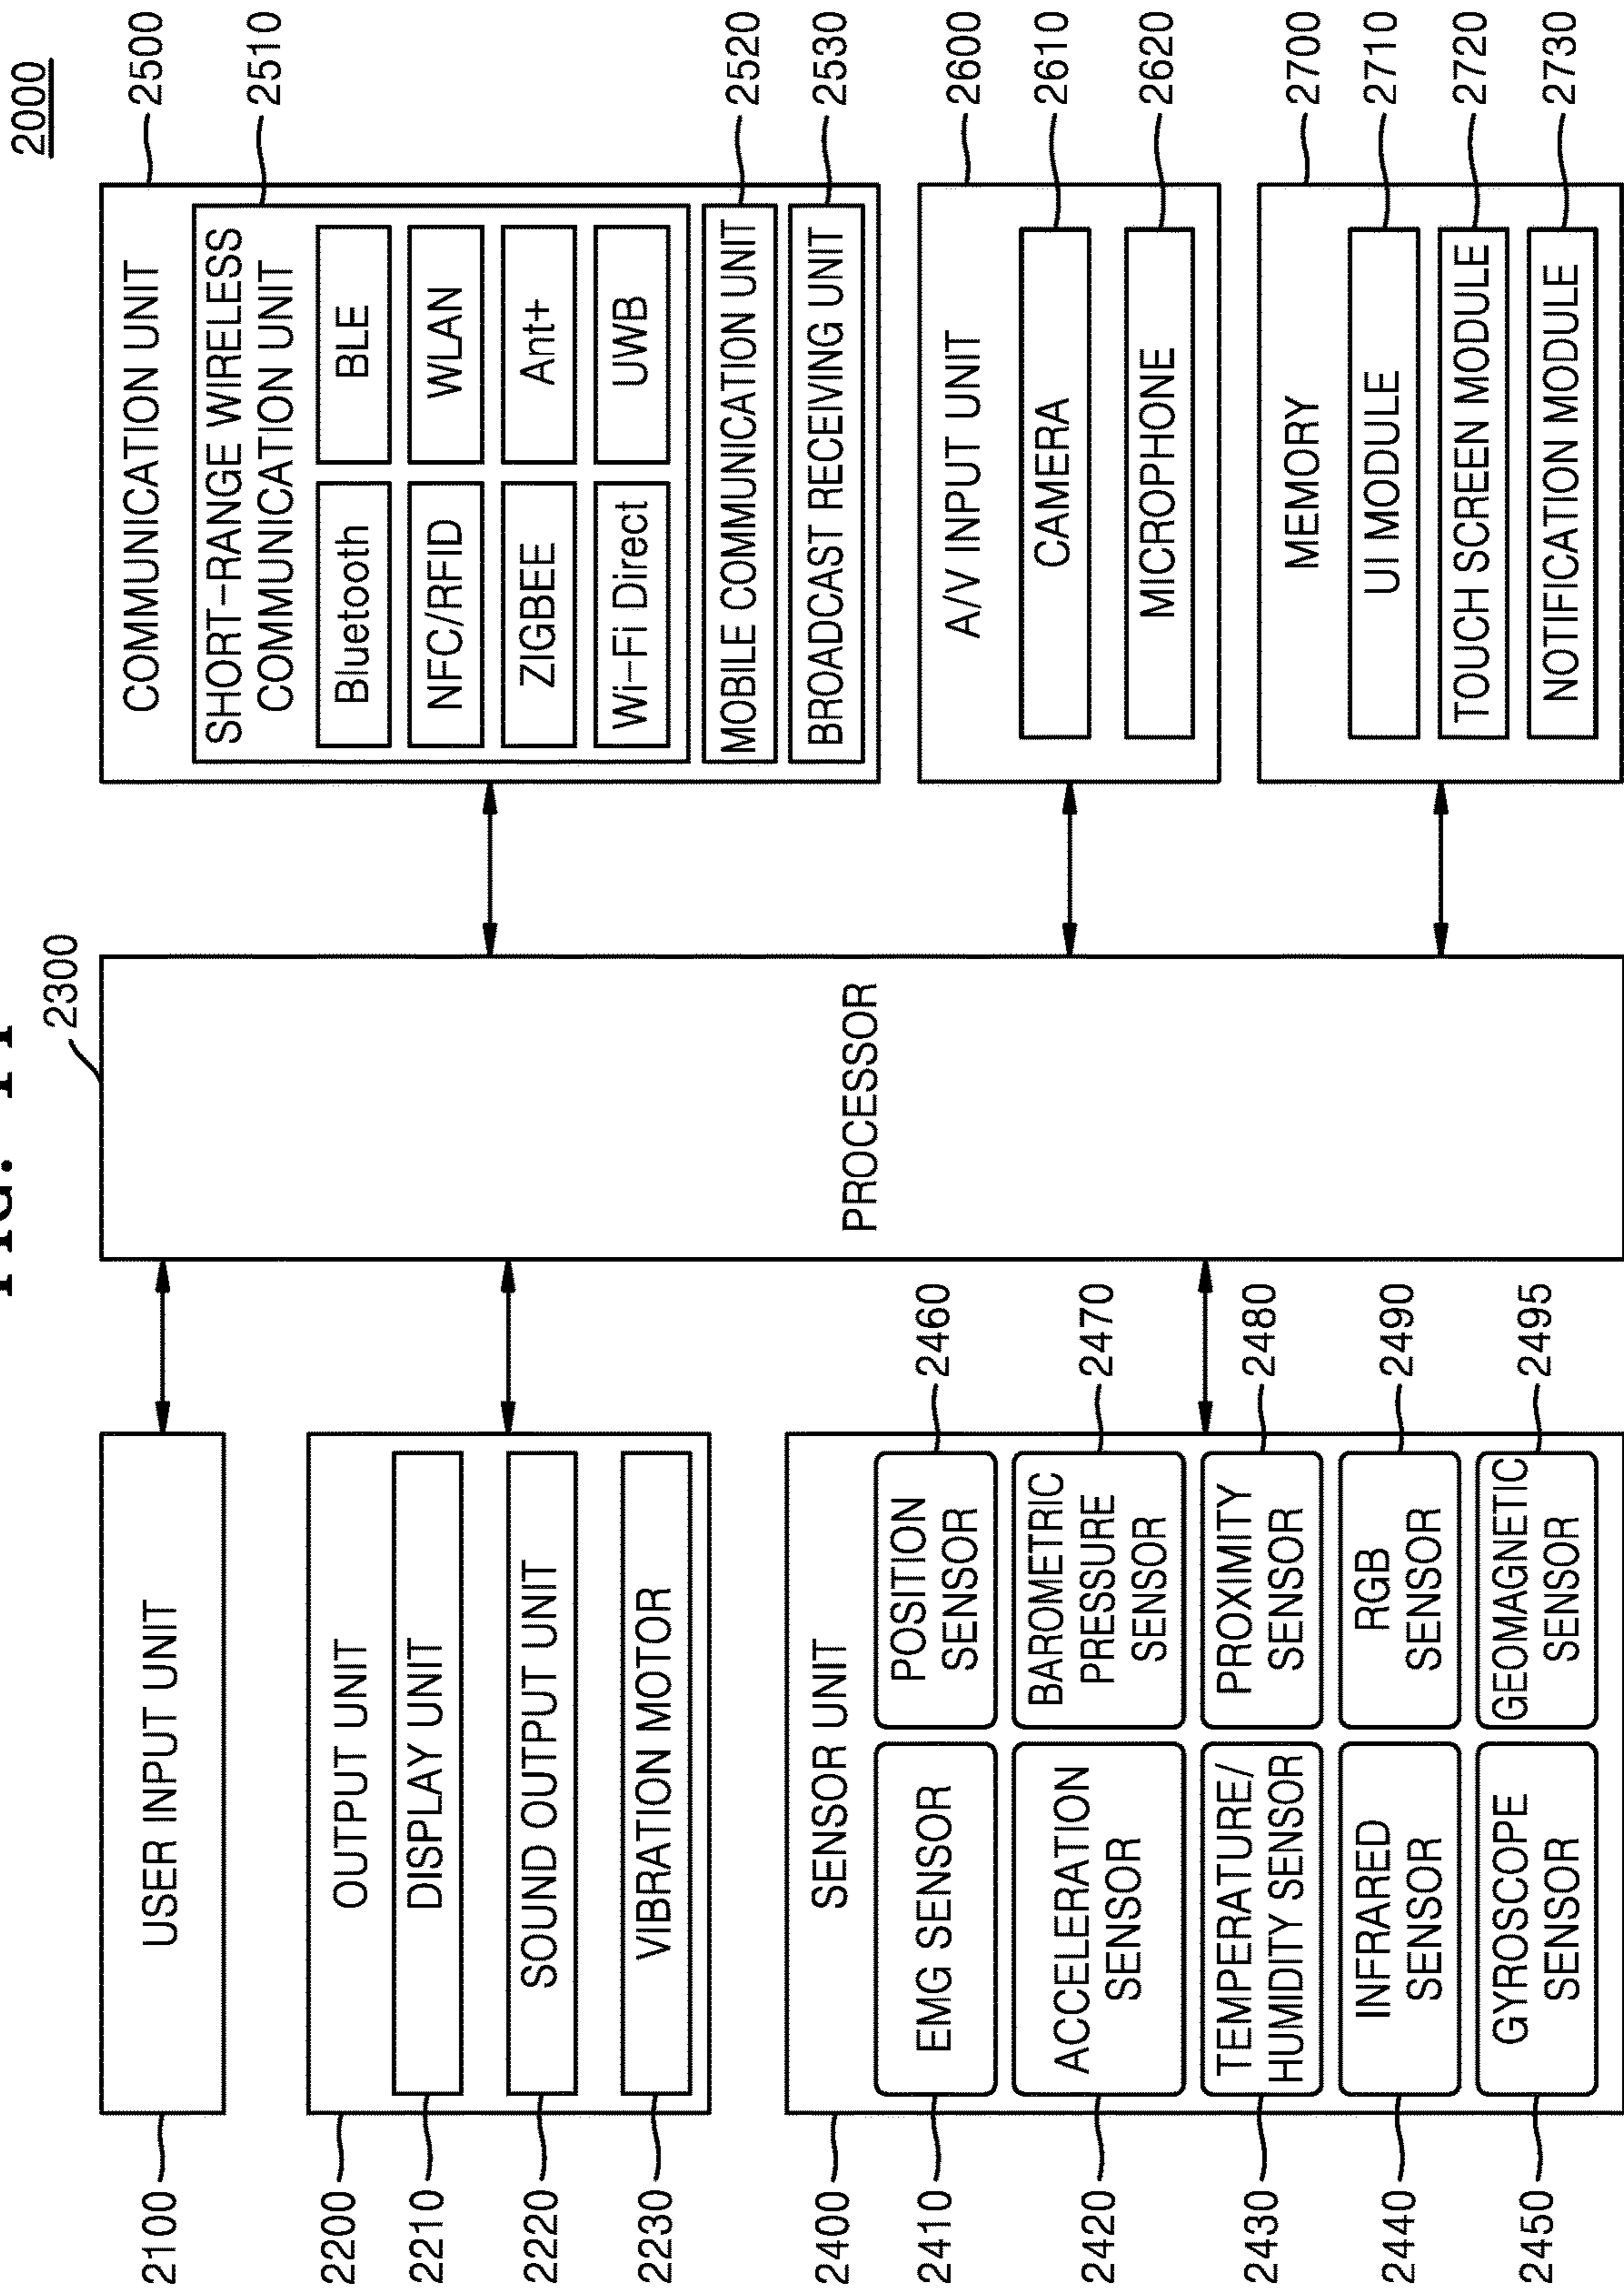 2000
2100
USER INPUT UNIT
2200
OUTPUT UNIT
2210
DISPLAY UNIT
2220
SOUND OUTPUT UNIT
2230
VIBRATION MOTOR
2400
SENSOR UNIT
2410
EMG SENSOR
POSITION
SENSOR
2460
2420
ACCELERATION
SENSOR
BAROMETRIC
PRESSURE
SENSOR
2470
2430
TEMPERATURE/
HUMIDITY SENSOR
PROXIMITY
SENSOR
2480
2440
INFRARED
SENSOR
RGB
SENSOR
2490
2450
GYROSCOPE
SENSOR
GEOMAGNETIC
SENSOR
2495
2300
PROCESSOR
COMMUNICATION UNIT
2500
SHORT-RANGE WIRELESS
COMMUNICATION UNIT
2510
Bluetooth
BLE
NFC/RFID
WLAN
ZIGBEE
Ant+
Wi-Fi Direct
UWB
MOBILE COMMUNICATION UNIT
2520
BROADCAST RECEIVING UNIT
2530
A/V INPUT UNIT
2600
CAMERA
2610
MICROPHONE
2620
MEMORY
2700
UI MODULE
2710
TOUCH SCREEN MODULE
2720
NOTIFICATION MODULE
2730